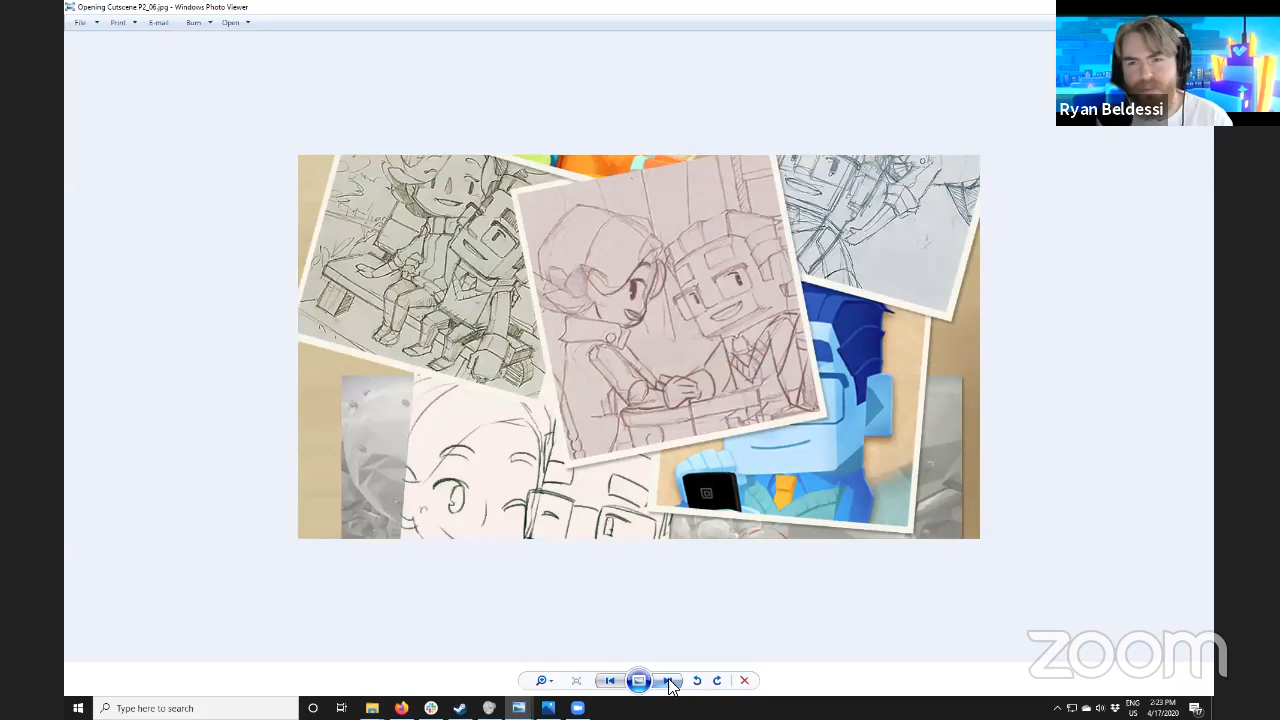 Opening Cutscene P2_06.jpg - Windows Photo Viewer
File Print E-mail Burn Open
Ryan Beldessi
zoom
Type here to search
ENG
US
2:23 PM
4/17/2020